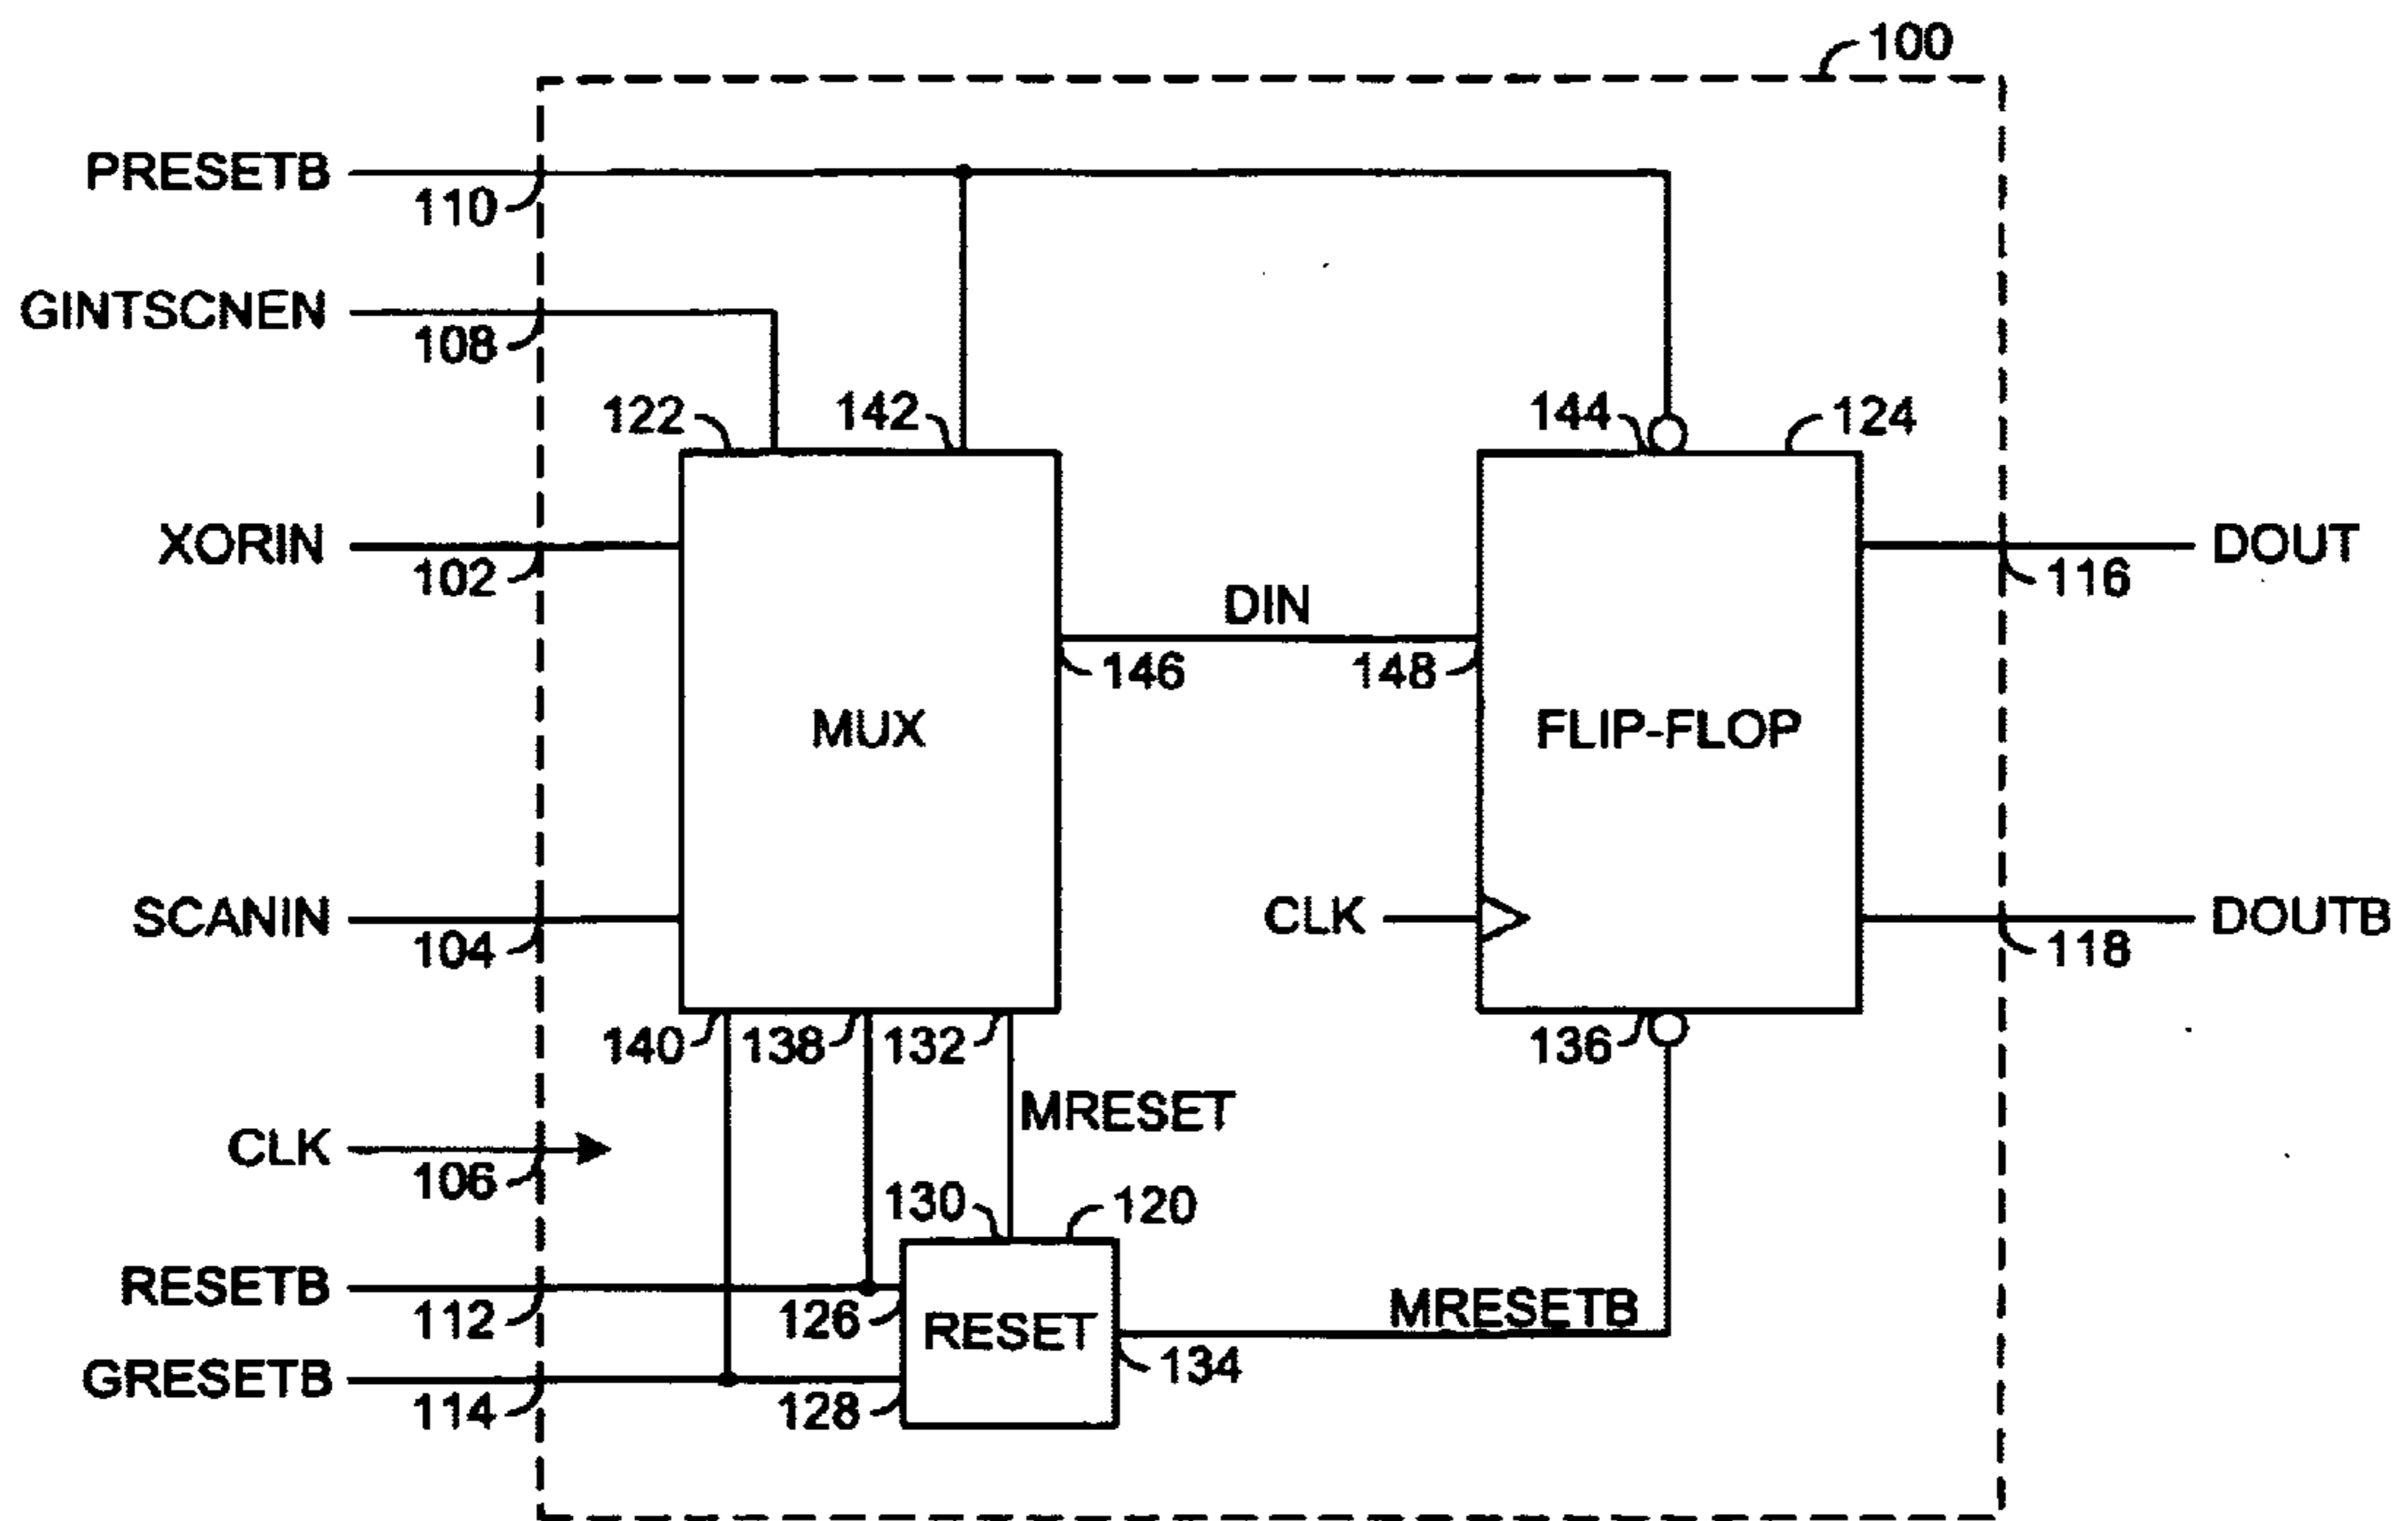 100
PRESETB
110
GINTSCNEN
108
122
142
144
124
XORIN
102
DIN
DOUT
116
146
148
MUX
FLIP-FLOP
SCANIN
104
CLK
DOUTB
118
140
138
132
136
MRESET
CLK
106
130
120
RESETB
112
126
RESET
MRESETB
134
GRESETB
114
128